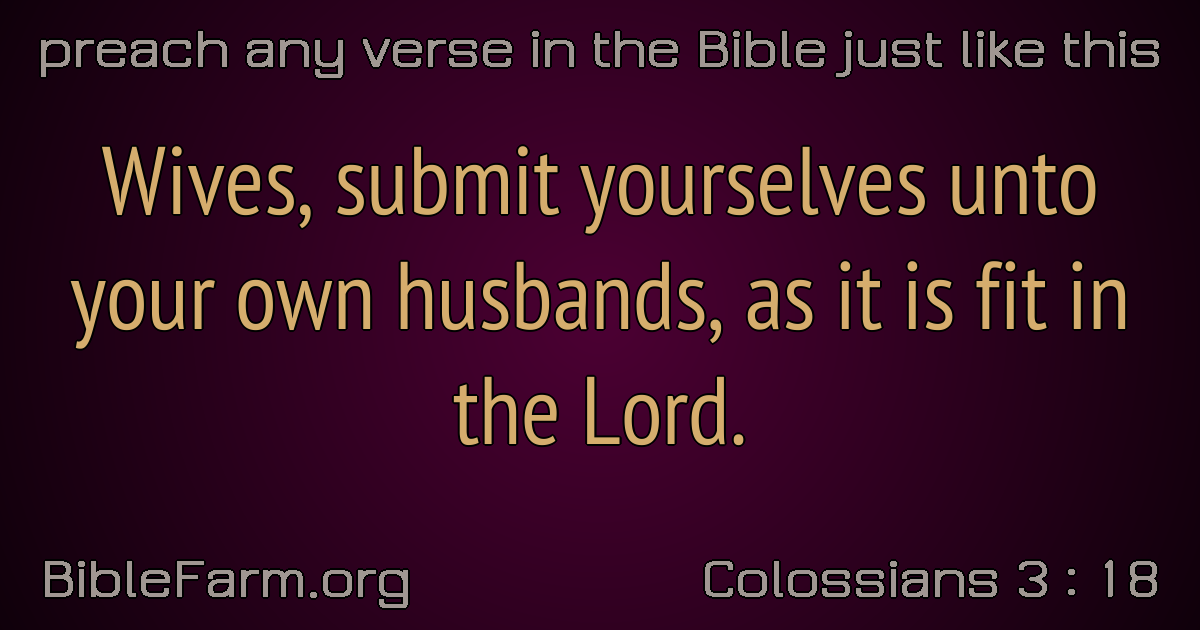 preach any verse in the Bible just like this
Wives, submit yourselves unto
your own husbands, as it is fit in
the Lord.
BibleFarm.org
Colossians 3 : 18